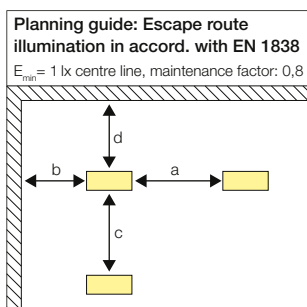 Planning guide: Escape route
illumination in accord. with EN 1838
Emin= 1 lx centre line, maintenance factor: 0,8
d
b
a
c